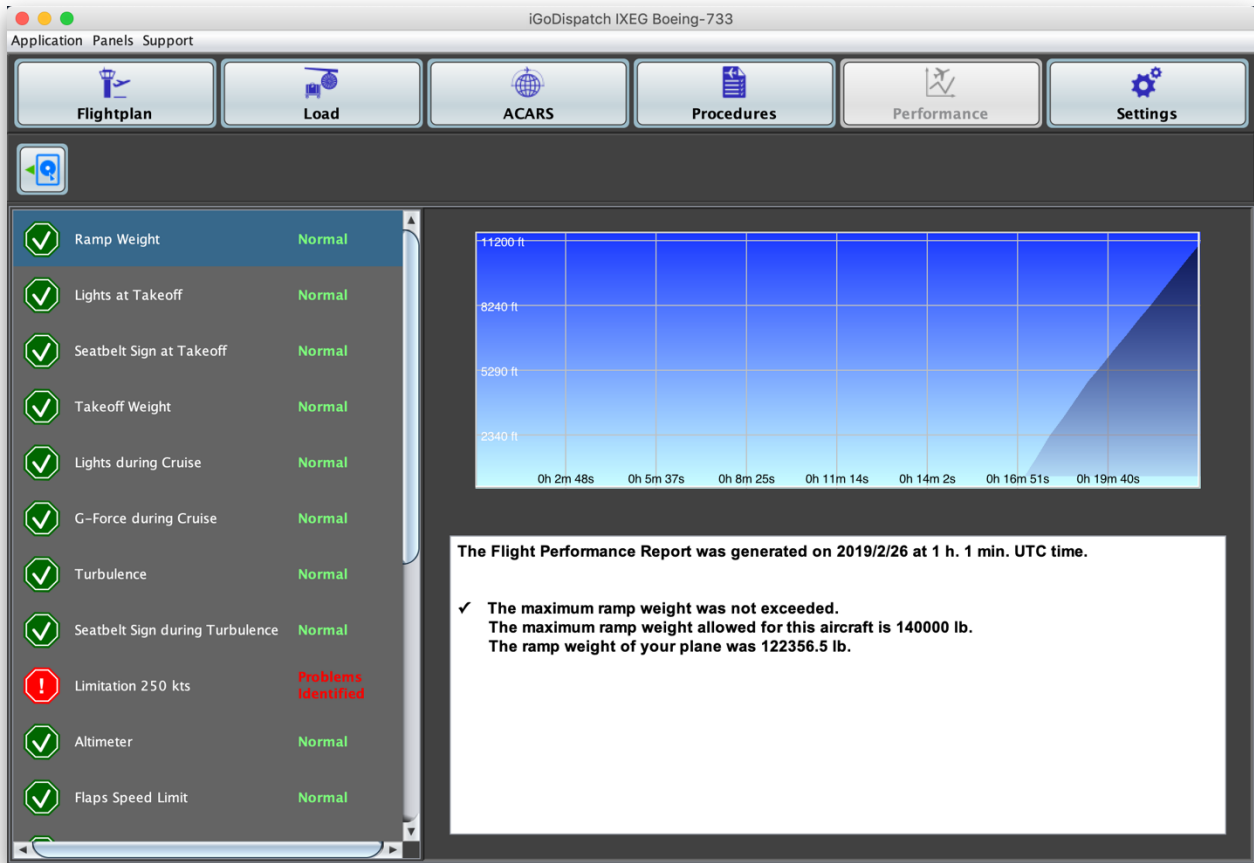 iGoDispatch IXEG Boeing-733
Application Panels Support
Flightplan
Load
ACARS
Procedures
Performance
Settings
Ramp Weight Normal
Lights at Takeoff Normal
Seatbelt Sign at Takeoff Normal
Takeoff Weight Normal
Lights during Cruise Normal
G-Force during Cruise Normal
Turbulence Normal
Seatbelt Sign during Turbulence Normal
Limitation 250 kts Problems
Identified
Altimeter Normal
Flaps Speed Limit Normal
11200 ft
8240 ft
5290 ft
2340 ft
0h 2m 48s 0h 5m 37s 0h 8m 25s 0h 11m 14s 0h 14m 2s 0h 16m 51s 0h 19m 40s
The Flight Performance Report was generated on 2019/2/26 at 1 h. 1 min. UTC time.
✓ The maximum ramp weight was not exceeded.
The maximum ramp weight allowed for this aircraft is 140000 lb.
The ramp weight of your plane was 122356.5 lb.